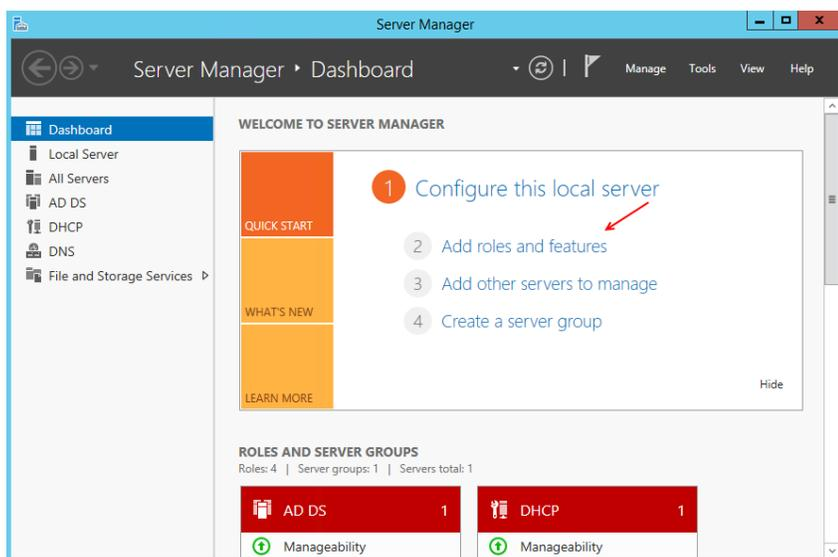 Server Manager
Server Manager • Dashboard
Manage Tools View Help
Dashboard
Local Server
All Servers
AD DS
DHCP
DNS
File and Storage Services
WELCOME TO SERVER MANAGER
QUICK START
WHAT'S NEW
LEARN MORE
1 Configure this local server
2 Add roles and features
3 Add other servers to manage
4 Create a server group
Hide
ROLES AND SERVER GROUPS
Roles: 4 | Server groups: 1 | Servers total: 1
AD DS 1
Manageability
DHCP 1
Manageability